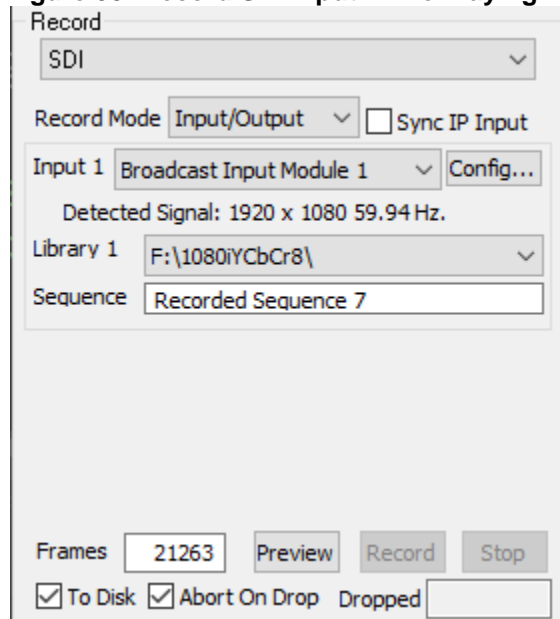 Record
SDI
Record Mode Input/Output Sync IP Input
Input 1 Broadcast Input Module 1 Config...
Detected Signal: 1920 x 1080 59.94 Hz.
Library 1 F:\1080iYCbCr8\
Sequence Recorded Sequence 7
Frames 21263 Preview Record Stop
To Disk Abort On Drop Dropped